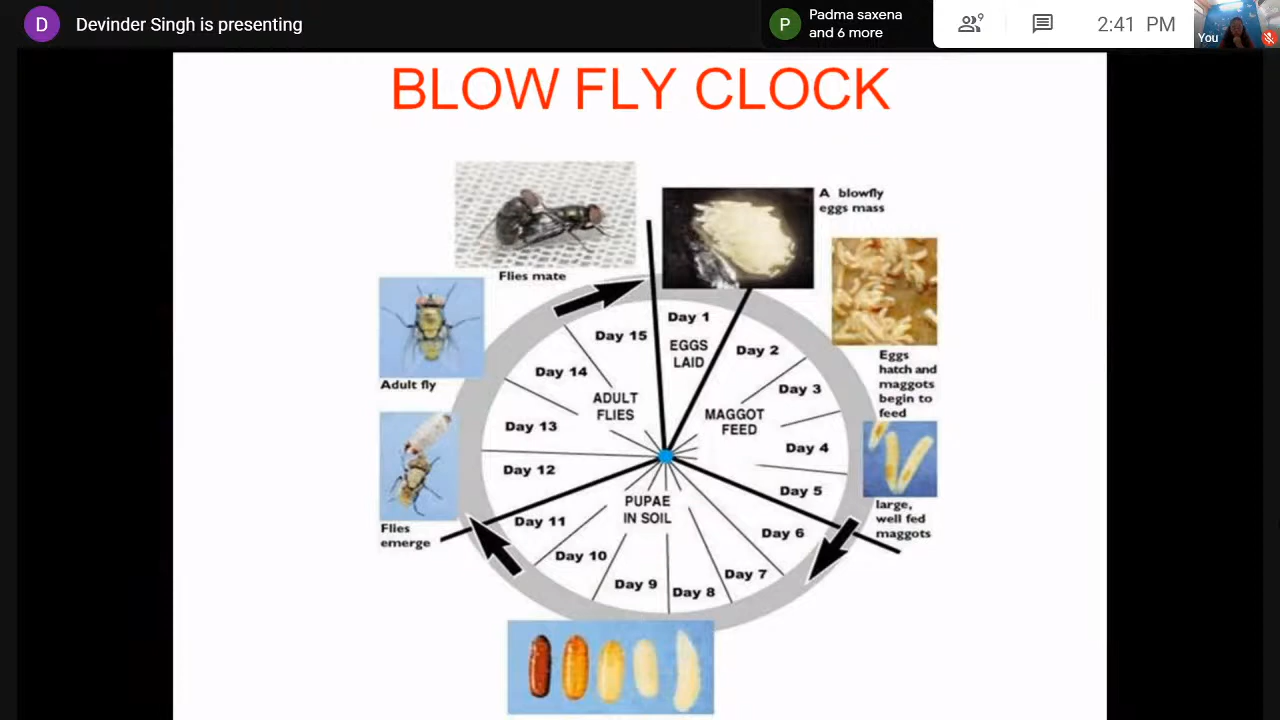 D
Devinder Singh is presenting
P
Padma saxena
and 6 more
9
2:41 PM
You
BLOW FLY CLOCK
A blowfly
eggs mass
Flies mate
Eggs
hatch and
maggots
begin to
feed
Adult fly
large,
well fed
maggots
Flies
emerge
Day 1
EGGS
LAID
Day 2
Day 3
MAGGOT
FEED
Day 4
Day 5
Day 6
Day 7
Day 8
Day 9
PUPAE
IN SOIL
Day 10
Day 11
Day 12
Day 13
ADULT
FLIES
Day 14
Day 15